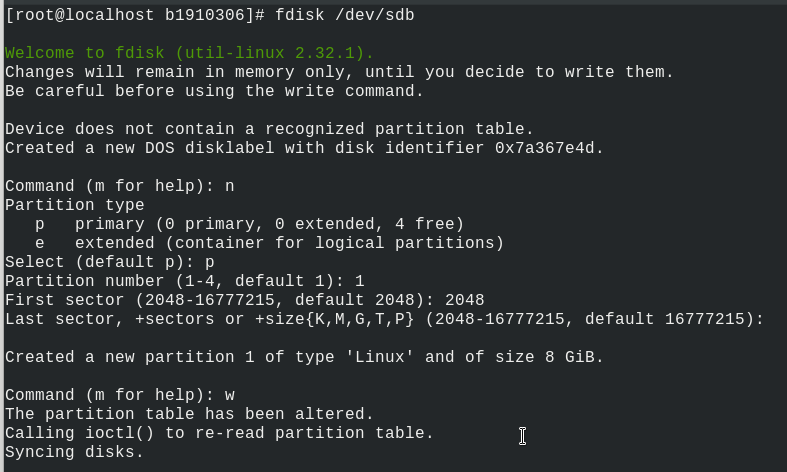 [root@localhost b1910306]# fdisk /dev/sdb
Welcome to fdisk (util-linux 2.32.1).
Changes will remain in memory only, until you decide to write them.
Be careful before using the write command.
Device does not contain a recognized partition table.
Created a new DOS disklabel with disk identifier 0x7a367e4d.
Command (m for help): n
Partition type
   p   primary (0 primary, 0 extended, 4 free)
   e   extended (container for logical partitions)
Select (default p): p
Partition number (1-4, default 1): 1
First sector (2048-16777215, default 2048): 2048
Last sector, +sectors or +size{K,M,G,T,P} (2048-16777215, default 16777215):
Created a new partition 1 of type 'Linux' and of size 8 GiB.
Command (m for help): w
The partition table has been altered.
Calling ioctl() to re-read partition table.
Syncing disks.